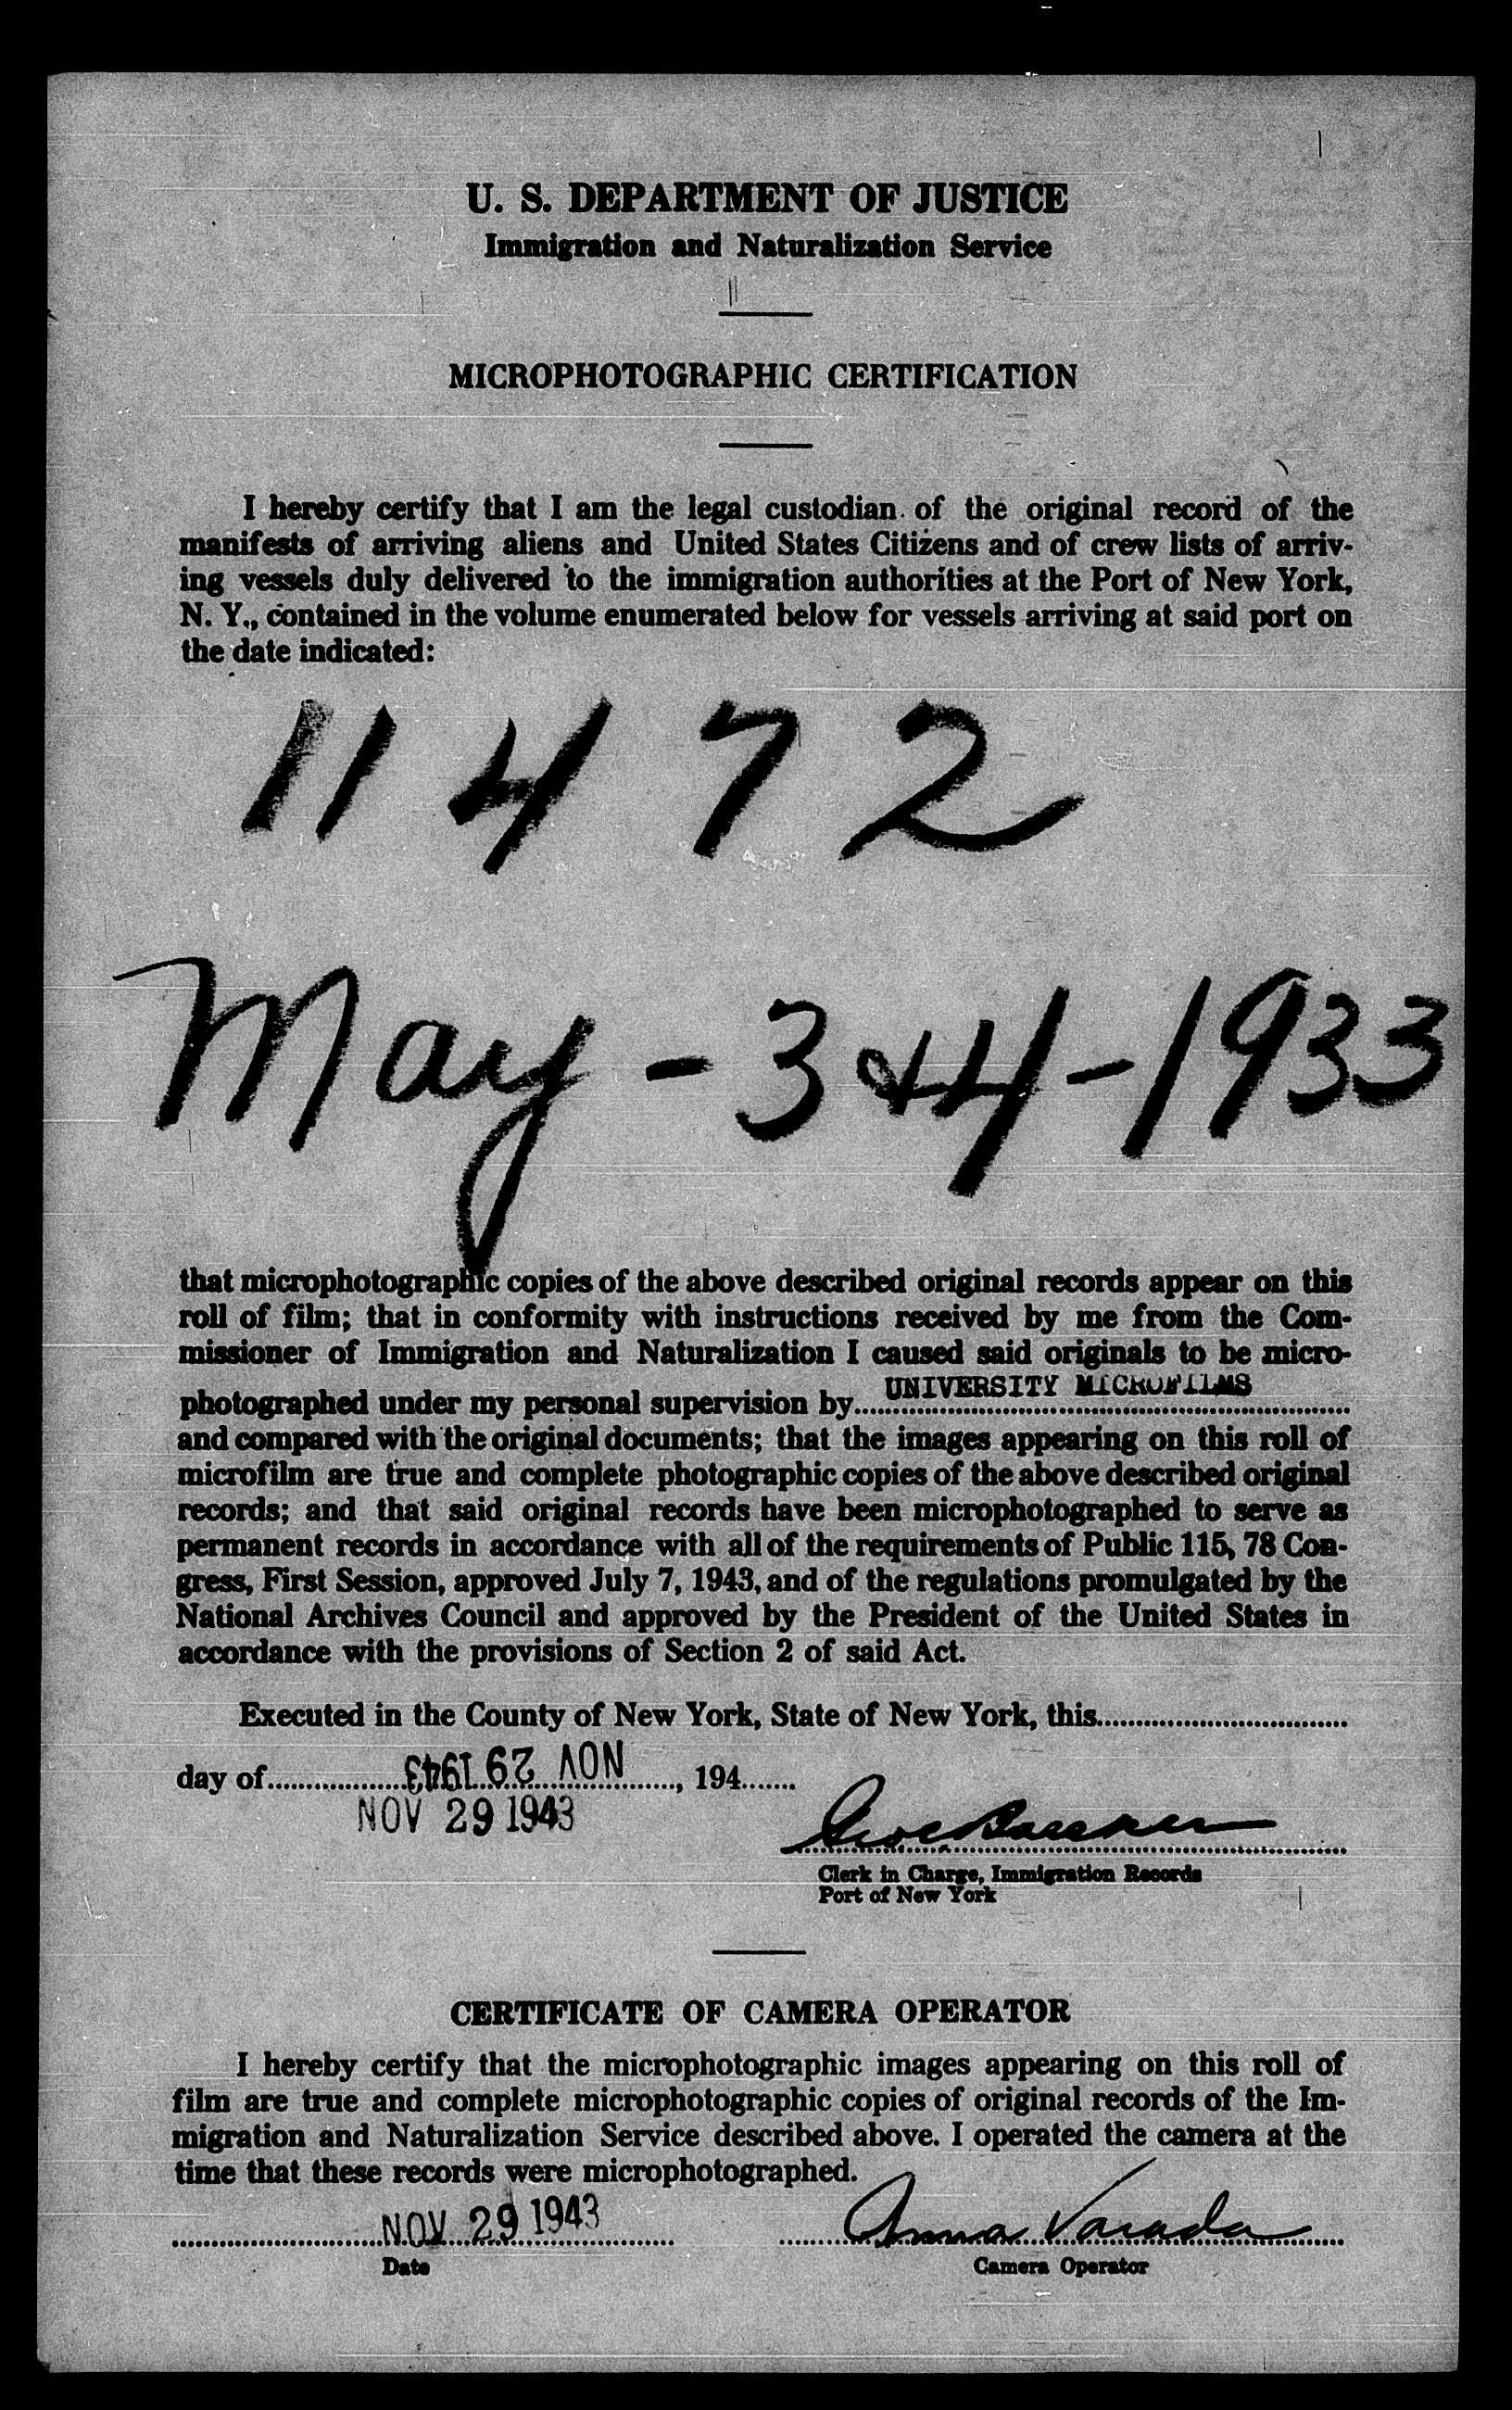 U. S. DEPARTMENT OF JUSTICE
Immigration and Naturalization Service
MICROPHOTOGRAPHIC CERTIFICATION
I hereby certify that I am the legal custodian of the original record of the
manifests of arriving aliens and United States Citizens and of crew lists of arriv-
ing vessels duly delivered to the immigration authorities at the Port of New York,
N. Y., contained in the volume enumerated below for vessels arriving at said port on
the date indicated:
11472
May - 3 & 4 - 1933
that microphotographic copies of the above described original records appear on this
roll of film; that in conformity with instructions received by me from the Com-
missioner of Immigration and Naturalization I caused said originals to be micro-
photographed under my personal supervision by UNIVERSITY MICROFILMS
and compared with the original documents; that the images appearing on this roll of
microfilm are true and complete photographic copies of the above described original
records; and that said original records have been microphotographed to serve as
permanent records in accordance with all of the requirements of Public 115, 78 Con-
gress, First Session, approved July 7, 1943, and of the regulations promulgated by the
National Archives Council and approved by the President of the United States in
accordance with the provisions of Section 2 of said Act.
Executed in the County of New York, State of New York, this
day of NOV 29 1943, 194
NOV 29 1943
Clerk in Charge, Immigration Records
Port of New York
CERTIFICATE OF CAMERA OPERATOR
I hereby certify that the microphotographic images appearing on this roll of
film are true and complete microphotographic copies of original records of the Im-
migration and Naturalization Service described above. I operated the camera at the
time that these records were microphotographed.
NOV 29 1943 Anna Varada
Date Camera Operator